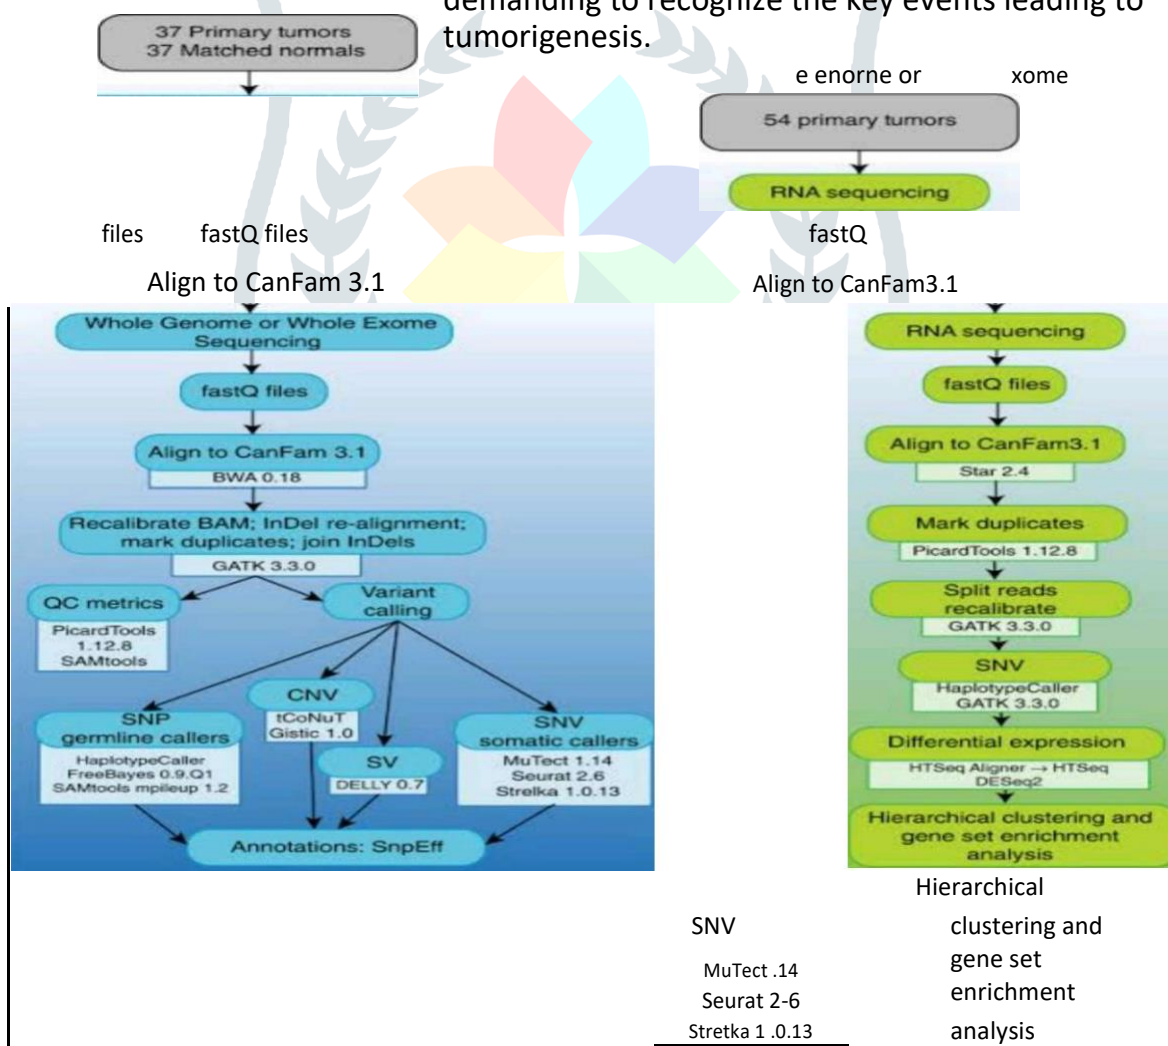 demanding to recognize the key events leading to
tumorigenesis.
37 Primary tumors
37 Matched normals
e enorne or xome
54 primary tumors
RNA sequencing
files fastQ files
fastQ
Align to CanFam 3.1
Align to CanFam3.1
Whole Genome or Whole Exome
Sequencing
fastQ files
Align to CanFam 3.1
BWA 0.18
Recalibrate BAM; InDel re-alignment;
mark duplicates; join InDels
GATK 3.3.0
QC metrics
PicardTools
1.12.8
SAMtools
Variant
calling
SNP
germline callers
HaplotypeCaller
FreeBayes 0.9.Q1
SAMtools mpileup 1.2
CNV
tCoNuT
Gistic 1.0
SV
DELLY 0.7
SNV
somatic callers
MuTect 1.14
Seurat 2.6
Strelka 1.0.13
Annotations: SnpEff
RNA sequencing
fastQ files
Align to CanFam3.1
Star 2.4
Mark duplicates
PicardTools 1.12.8
Split reads
recalibrate
GATK 3.3.0
SNV
HaplotypeCaller
GATK 3.3.0
Differential expression
HTSeq Aligner → HTSeq
DESeq2
Hierarchical clustering and
gene set enrichment
analysis
SNV
MuTect .14
Seurat 2-6
Stretka 1 .0.13
Hierarchical
clustering and
gene set
enrichment
analysis